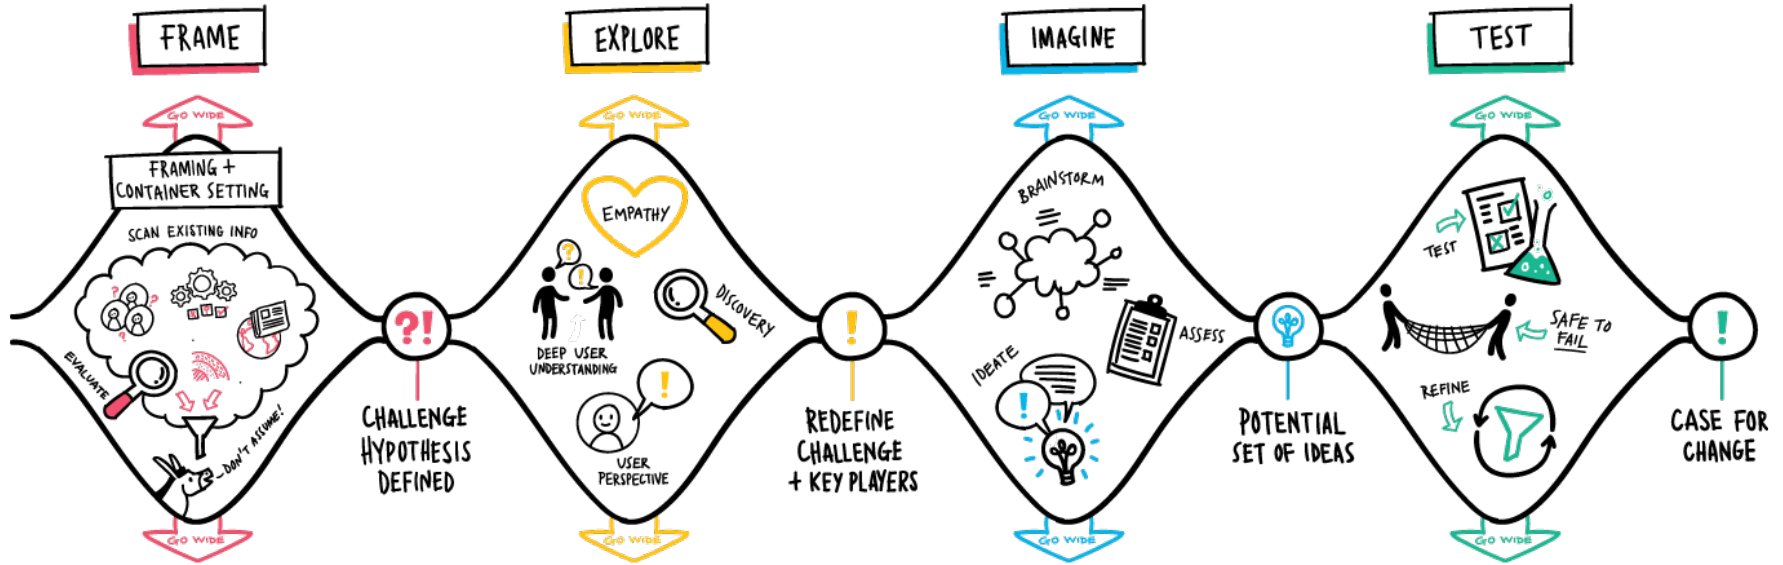 FRAME
EXPLORE
IMAGINE
TEST
GO WIDE
GO WIDE
GO WIDE
GO WIDE
FRAMING +
CONTAINER SETTING
SCAN EXISTING INFO
EVALUATE
DON'T ASSUME!
?!
CHALLENGE
HYPOTHESIS
DEFINED
EMPATHY
?
!
DEEP USER
UNDERSTANDING
DISCOVERY
!
USER
PERSPECTIVE
!
REDEFINE
CHALLENGE
+ KEY PLAYERS
BRAINSTORM
ASSESS
IDEATE
!
POTENTIAL
SET OF IDEAS
TEST
SAFE TO
FAIL
REFINE
!
CASE FOR
CHANGE
GO WIDE
GO WIDE
GO WIDE
GO WIDE